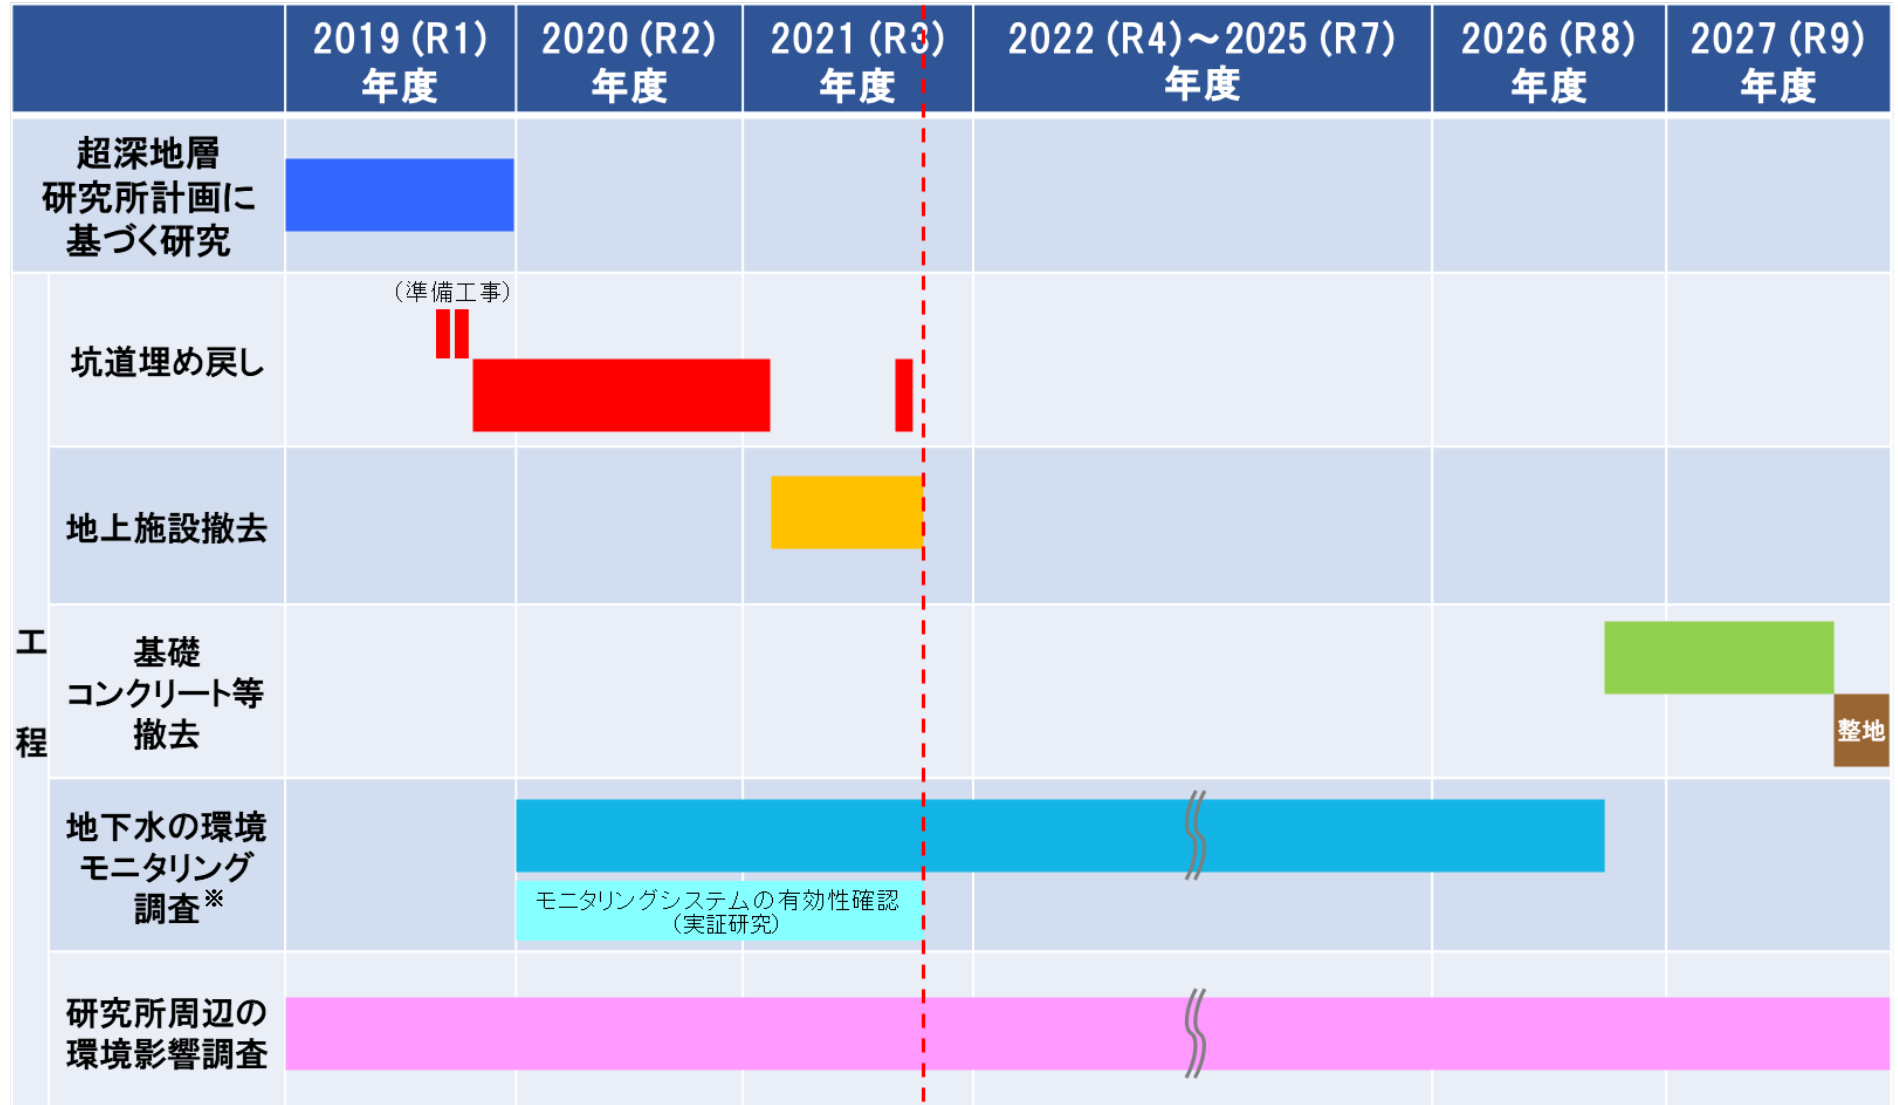 2019 (R1)
年度
2020 (R2)
年度
2021 (R3)
年度
2022 (R4)～2025 (R7)
年度
2026 (R8)
年度
2027 (R9)
年度
超深地層
研究所計画に
基づく研究
工
程
坑道埋め戻し
（準備工事）
地上施設撤去
基礎
コンクリート等
撤去
整地
地下水の環境
モニタリング
調査※
モニタリングシステムの有効性確認
（実証研究）
研究所周辺の
環境影響調査